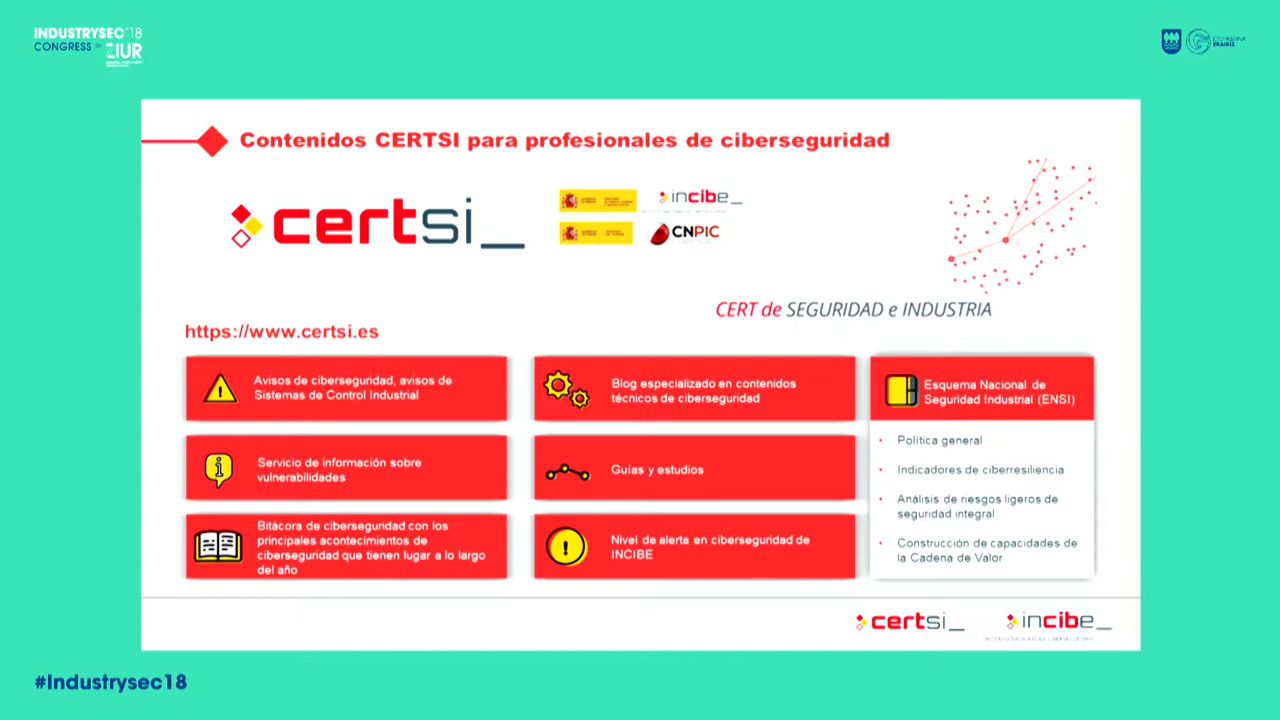 INDUSTRYSEC'18
CONGRESS BY ZIUR
Contenidos CERTSI para profesionales de ciberseguridad
certsi_
incibe_
CNPIC
CERT de SEGURIDAD e INDUSTRIA
https://www.certsi.es
Avisos de ciberseguridad, avisos de
Sistemas de Control Industrial
Servicio de información sobre
vulnerabilidades
Bitácora de ciberseguridad con los
principales acontecimientos de
ciberseguridad que tienen lugar a lo largo
del año
Blog especializado en contenidos
técnicos de ciberseguridad
Guías y estudios
Nivel de alerta en ciberseguridad de
INCIBE
Esquema Nacional de
Seguridad Industrial (ENSI)
• Política general
• Indicadores de ciberresiliencia
• Análisis de riesgos ligeros de
seguridad integral
• Construcción de capacidades de
la Cadena de Valor
certsi_
incibe_
#Industrysec18